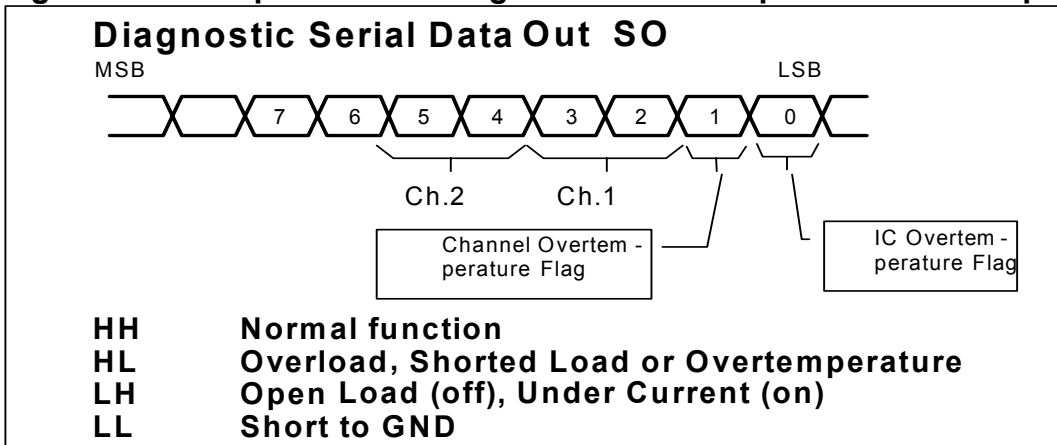 Diagnostic Serial Data Out SO
MSB LSB
7 6 5 4 3 2 1 0
Ch.2 Ch.1
Channel Overtem -
perature Flag
IC Overtem -
perature Flag
HH Normal function
HL Overload, Shorted Load or Overtemperature
LH Open Load (off), Under Current (on)
LL Short to GND